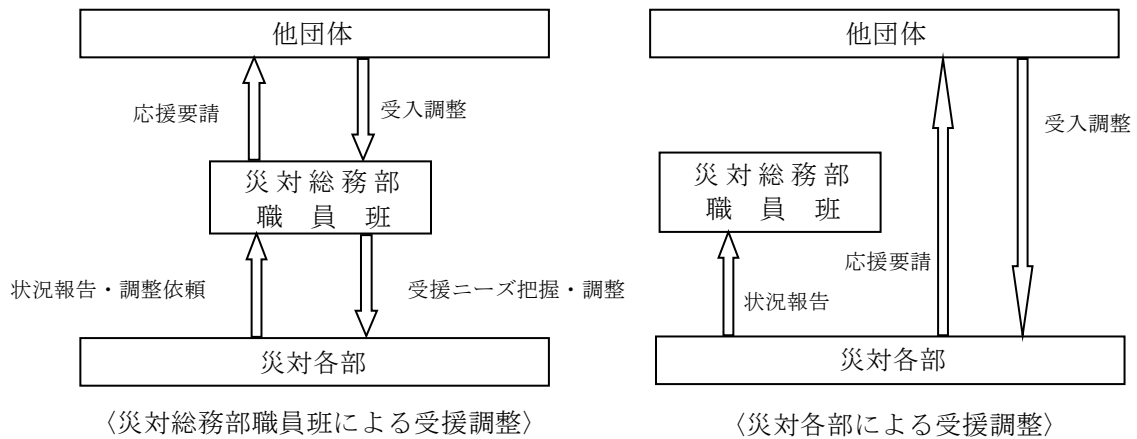 他団体
応援要請
受入調整
災対総務部
職員班
状況報告・調整依頼
受援ニーズ把握・調整
災対各部
〈災対総務部職員班による受援調整〉
他団体
受入調整
災対総務部
職員班
応援要請
状況報告
災対各部
〈災対各部による受援調整〉